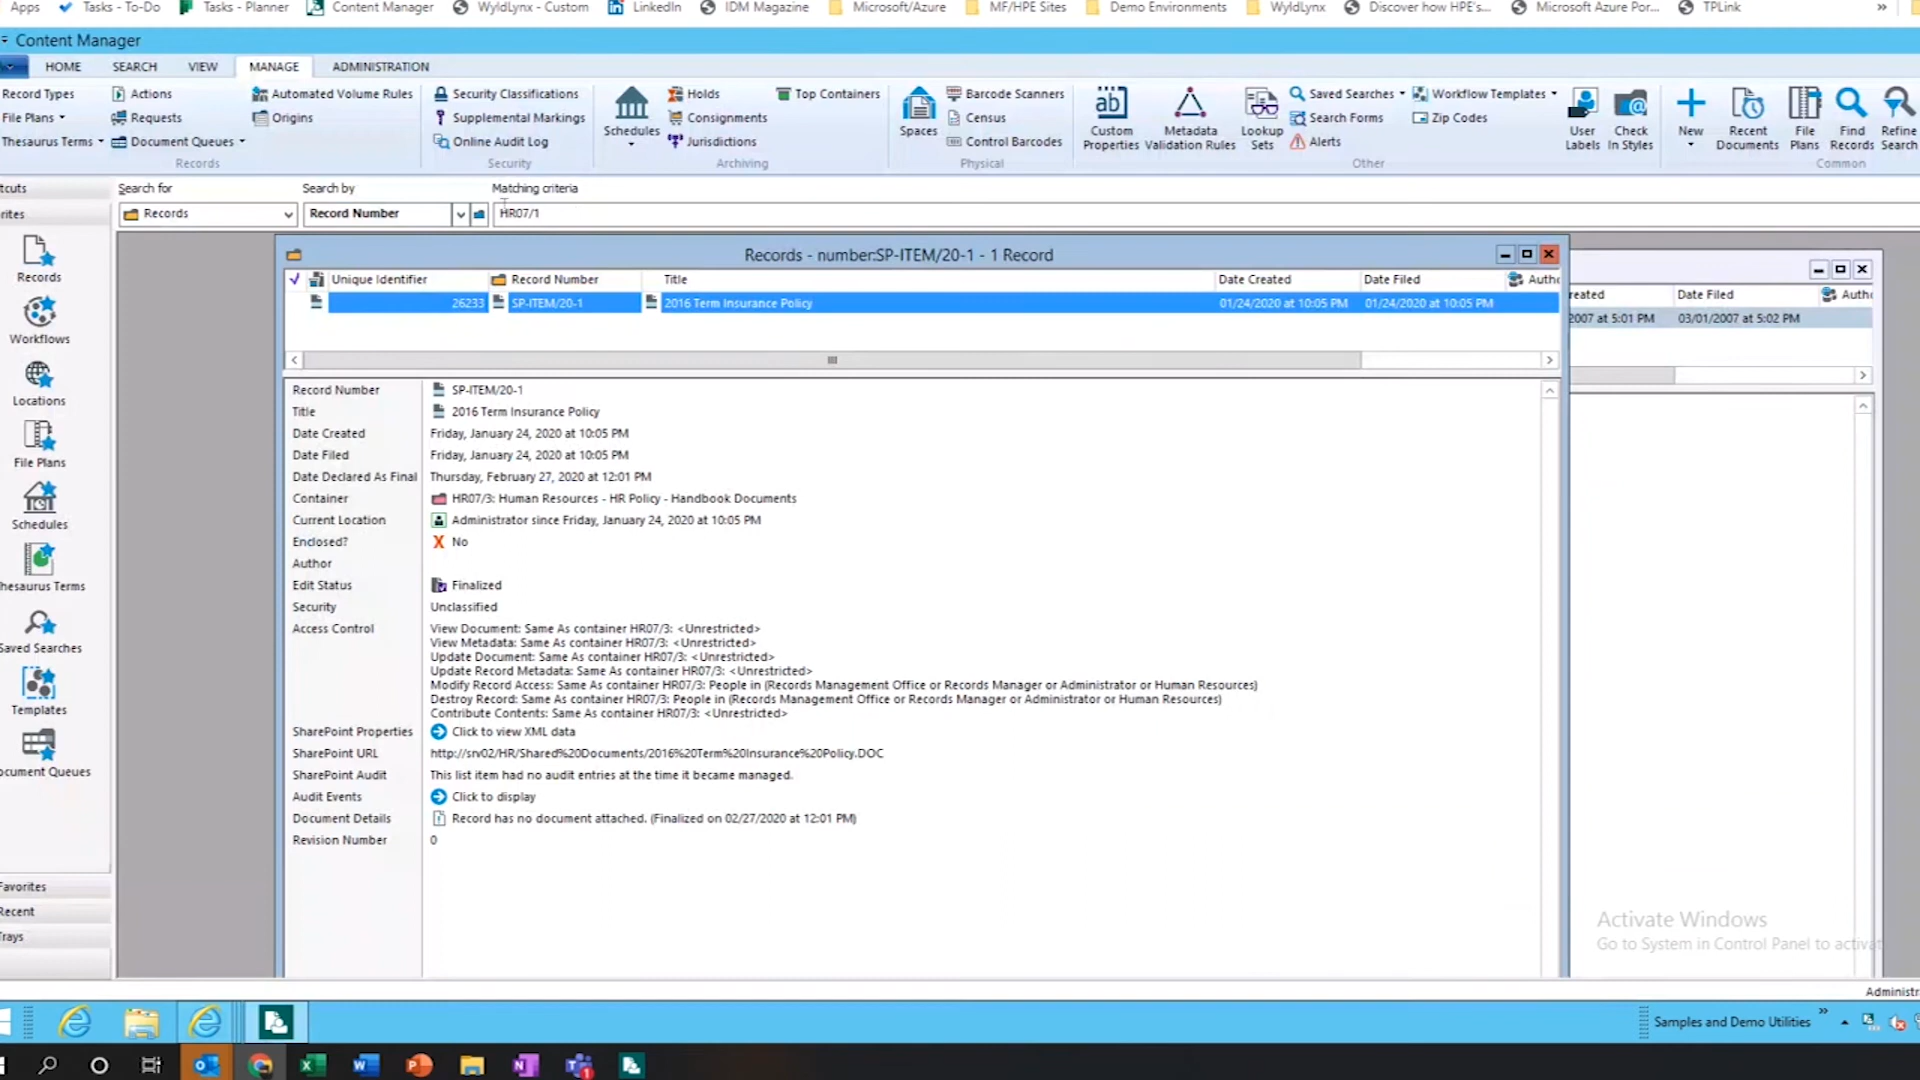 Apps Tasks - To-Do Tasks - Planner Content Manager WyldLynx - Custom LinkedIn IDM Magazine Microsoft/Azure MF/HPE Sites Demo Environments WyldLynx Discover how HPE's... Microsoft Azure Por... TPLink »
Content Manager
HOME SEARCH VIEW MANAGE ADMINISTRATION
Record Types Actions Automated Volume Rules Security Classifications Holds Top Containers Barcode Scanners Saved Searches Workflow Templates
File Plans Requests Origins Supplemental Markings Consignments Census Search Forms Zip Codes
Thesaurus Terms Document Queues Online Audit Log Jurisdictions Control Barcodes Alerts
Schedules Spaces Custom Properties Metadata Validation Rules Lookup Sets User Labels Check In Styles New Recent Documents File Plans Find Records Refine Search
Records Security Archiving Physical Other Common
tcuts Search for Search by Matching criteria
rites Records Record Number HR07/1
Records - number:SP-ITEM/20-1 - 1 Record
Unique Identifier Record Number Title Date Created Date Filed Autho
26233 SP-ITEM/20-1 2016 Term Insurance Policy 01/24/2020 at 10:05 PM 01/24/2020 at 10:05 PM
reated Date Filed Autho
2007 at 5:01 PM 03/01/2007 at 5:02 PM
Records
Workflows
Locations
File Plans
Schedules
hesaurus Terms
Saved Searches
Templates
ocument Queues
Favorites
Recent
Trays
Record Number SP-ITEM/20-1
Title 2016 Term Insurance Policy
Date Created Friday, January 24, 2020 at 10:05 PM
Date Filed Friday, January 24, 2020 at 10:05 PM
Date Declared As Final Thursday, February 27, 2020 at 12:01 PM
Container HR07/3: Human Resources - HR Policy - Handbook Documents
Current Location Administrator since Friday, January 24, 2020 at 10:05 PM
Enclosed? No
Author
Edit Status Finalized
Security Unclassified
Access Control View Document: Same As container HR07/3: <Unrestricted>
View Metadata: Same As container HR07/3: <Unrestricted>
Update Document: Same As container HR07/3: <Unrestricted>
Update Record Metadata: Same As container HR07/3: <Unrestricted>
Modify Record Access: Same As container HR07/3: People in (Records Management Office or Records Manager or Administrator or Human Resources)
Destroy Record: Same As container HR07/3: People in (Records Management Office or Records Manager or Administrator or Human Resources)
Contribute Contents: Same As container HR07/3: <Unrestricted>
SharePoint Properties Click to view XML data
SharePoint URL http://srv02/HR/Shared%20Documents/2016%20Term%20Insurance%20Policy.DOC
SharePoint Audit This list item had no audit entries at the time it became managed.
Audit Events Click to display
Document Details Record has no document attached. (Finalized on 02/27/2020 at 12:01 PM)
Revision Number 0
Activate Windows
Go to System in Control Panel to activat
Administr
Samples and Demo Utilities »